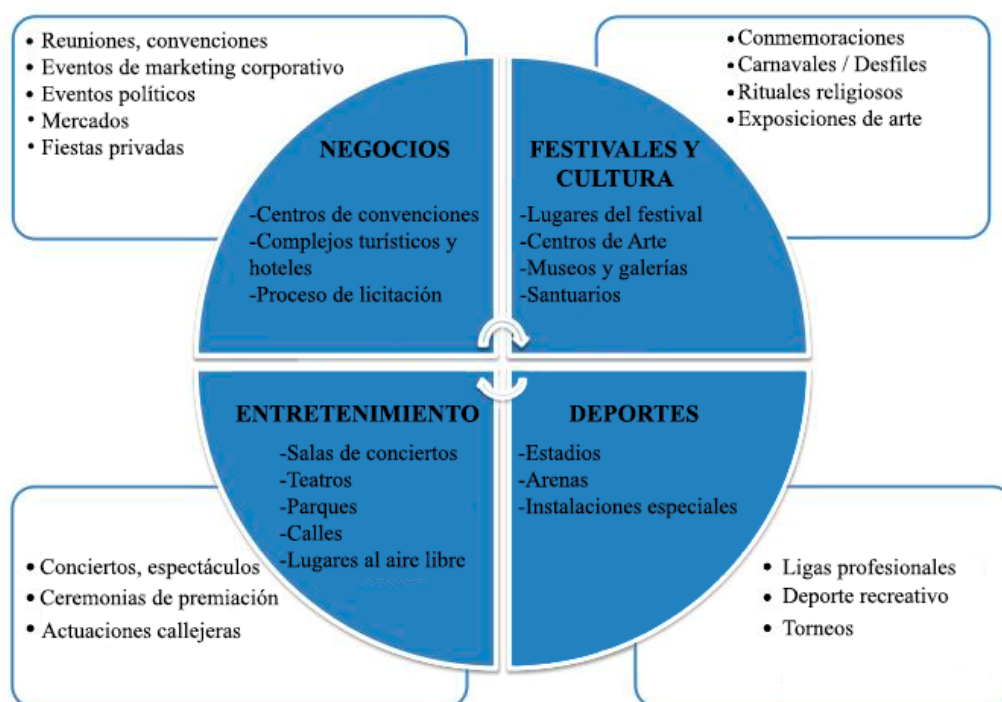 • Reuniones, convenciones
• Eventos de marketing corporativo
• Eventos políticos
• Mercados
• Fiestas privadas
• Conmemoraciones
• Carnavales / Desfiles
• Rituales religiosos
• Exposiciones de arte
NEGOCIOS
-Centros de convenciones
-Complejos turísticos y
hoteles
-Proceso de licitación
FESTIVALES Y
CULTURA
-Lugares del festival
-Centros de Arte
-Museos y galerías
-Santuarios
ENTRETENIMIENTO
-Salas de conciertos
-Teatros
-Parques
-Calles
-Lugares al aire libre
DEPORTES
-Estadios
-Arenas
-Instalaciones especiales
• Conciertos, espectáculos
• Ceremonias de premiación
• Actuaciones callejeras
• Ligas profesionales
• Deporte recreativo
• Torneos